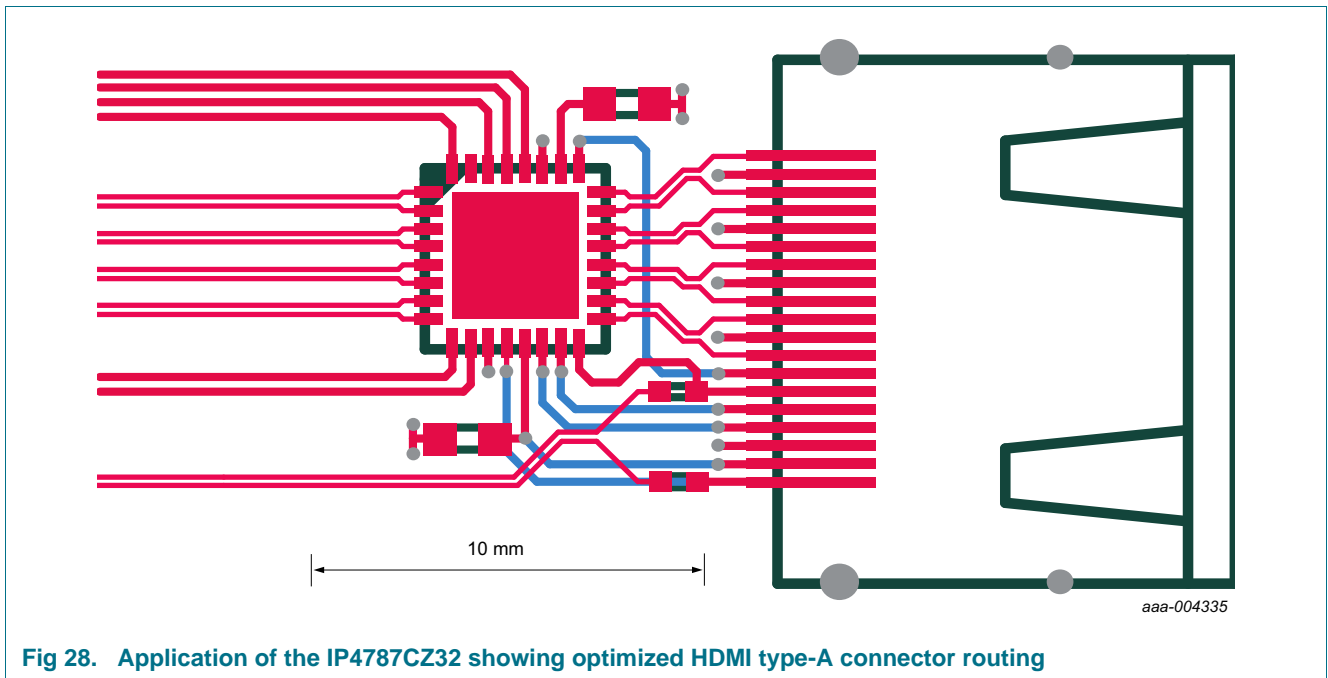 10 mm
aaa-004335
Fig 28. Application of the IP4787CZ32 showing optimized HDMI type-A connector routing